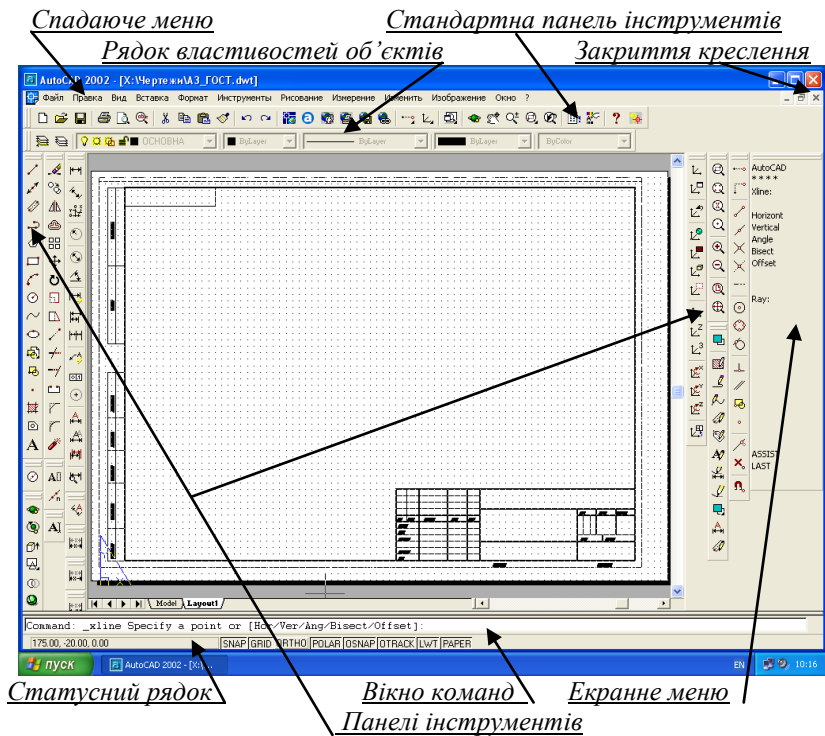 Спадаюче меню
Стандартна панель інструментів
Рядок властивостей об’єктів
Закриття креслення
AutoCAD 2002 - [X:\Чертежи\A3_ГОСТ.dwt]
Файл Правка Вид Вставка Формат Инструменты Рисование Измерение Изменить Изображение Окно ?
ОСНОВНА ByLayer ByLayer ByLayer ByColor
AutoCAD
* * * *
Xline:
Horizont
Vertical
Angle
Bisect
Offset
Ray:
ASSIST
LAST
Model Layout1
Command: _xline Specify a point or [Hor/Ver/Ang/Bisect/Offset]:
175.00, -20.00, 0.00 SNAP GRID ORTHO POLAR OSNAP OTRACK LWT PAPER
пуск AutoCAD 2002 - [X:\... EN 10:16
Статусний рядок
Вікно команд
Екранне меню
Панелі інструментів